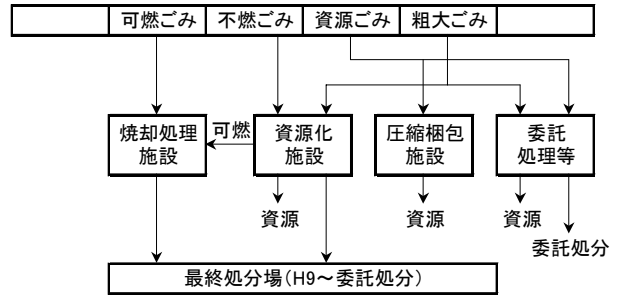 可燃ごみ 不燃ごみ 資源ごみ 粗大ごみ
焼却処理
施設
可燃
資源化
施設
圧縮梱包
施設
委託
処理等
資源
資源
資源
委託処分
最終処分場(H9～委託処分)